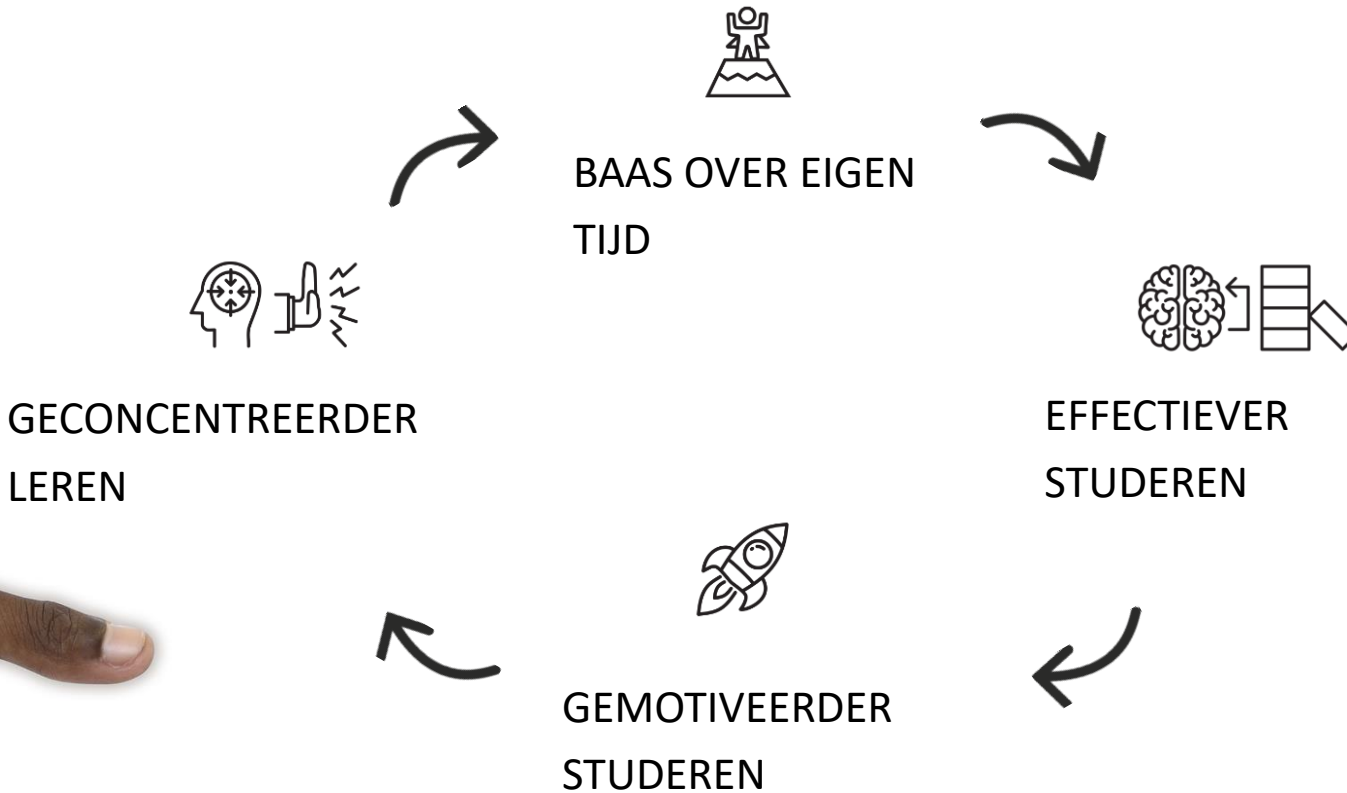 BAAS OVER EIGEN
TIJD
GECONCENTREERDER
LEREN
EFFECTIEVER
STUDEREN
GEMOTIVEERDER
STUDEREN